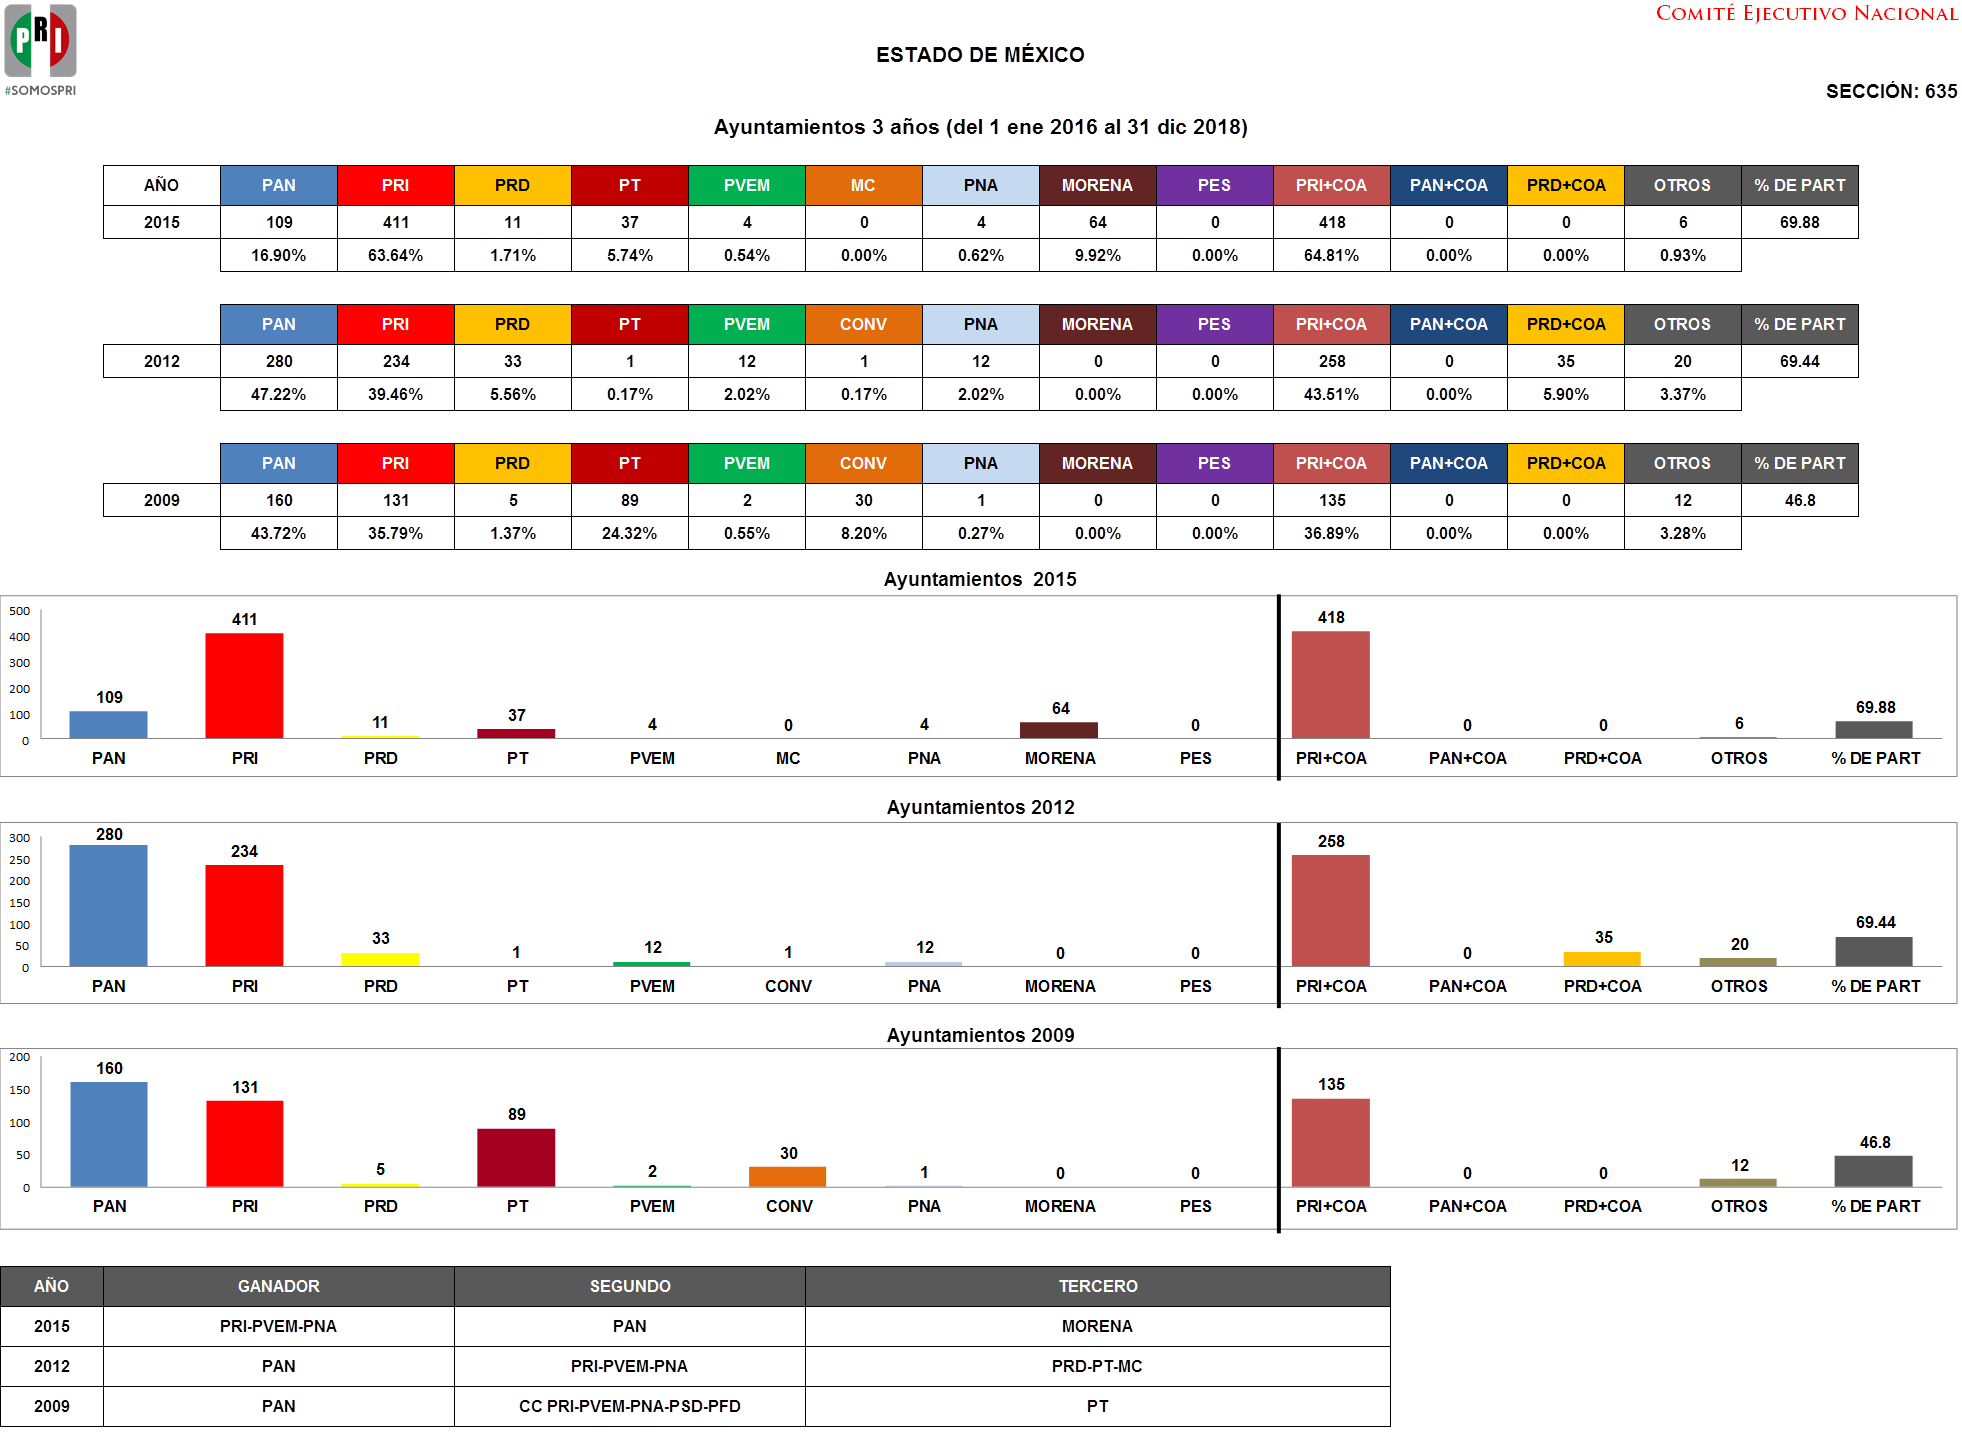 PRI
#SOMOSPRI
COMITÉ EJECUTIVO NACIONAL
ESTADO DE MÉXICO
SECCIÓN: 635
Ayuntamientos 3 años (del 1 ene 2016 al 31 dic 2018)
AÑO PAN PRI PRD PT PVEM MC PNA MORENA PES PRI+COA PAN+COA PRD+COA OTROS % DE PART
2015 109 411 11 37 4 0 4 64 0 418 0 0 6 69.88
16.90% 63.64% 1.71% 5.74% 0.54% 0.00% 0.62% 9.92% 0.00% 64.81% 0.00% 0.00% 0.93%
PAN PRI PRD PT PVEM CONV PNA MORENA PES PRI+COA PAN+COA PRD+COA OTROS % DE PART
2012 280 234 33 1 12 1 12 0 0 258 0 35 20 69.44
47.22% 39.46% 5.56% 0.17% 2.02% 0.17% 2.02% 0.00% 0.00% 43.51% 0.00% 5.90% 3.37%
PAN PRI PRD PT PVEM CONV PNA MORENA PES PRI+COA PAN+COA PRD+COA OTROS % DE PART
2009 160 131 5 89 2 30 1 0 0 135 0 0 12 46.8
43.72% 35.79% 1.37% 24.32% 0.55% 8.20% 0.27% 0.00% 0.00% 36.89% 0.00% 0.00% 3.28%
Ayuntamientos 2015
500
400
300
200
100
0
109 411 11 37 4 0 4 64 0 418 0 0 6 69.88
PAN PRI PRD PT PVEM MC PNA MORENA PES PRI+COA PAN+COA PRD+COA OTROS % DE PART
Ayuntamientos 2012
300
250
200
150
100
50
0
280 234 33 1 12 1 12 0 0 258 0 35 20 69.44
PAN PRI PRD PT PVEM CONV PNA MORENA PES PRI+COA PAN+COA PRD+COA OTROS % DE PART
Ayuntamientos 2009
200
150
100
50
0
160 131 5 89 2 30 1 0 0 135 0 0 12 46.8
PAN PRI PRD PT PVEM CONV PNA MORENA PES PRI+COA PAN+COA PRD+COA OTROS % DE PART
AÑO GANADOR SEGUNDO TERCERO
2015 PRI-PVEM-PNA PAN MORENA
2012 PAN PRI-PVEM-PNA PRD-PT-MC
2009 PAN CC PRI-PVEM-PNA-PSD-PFD PT